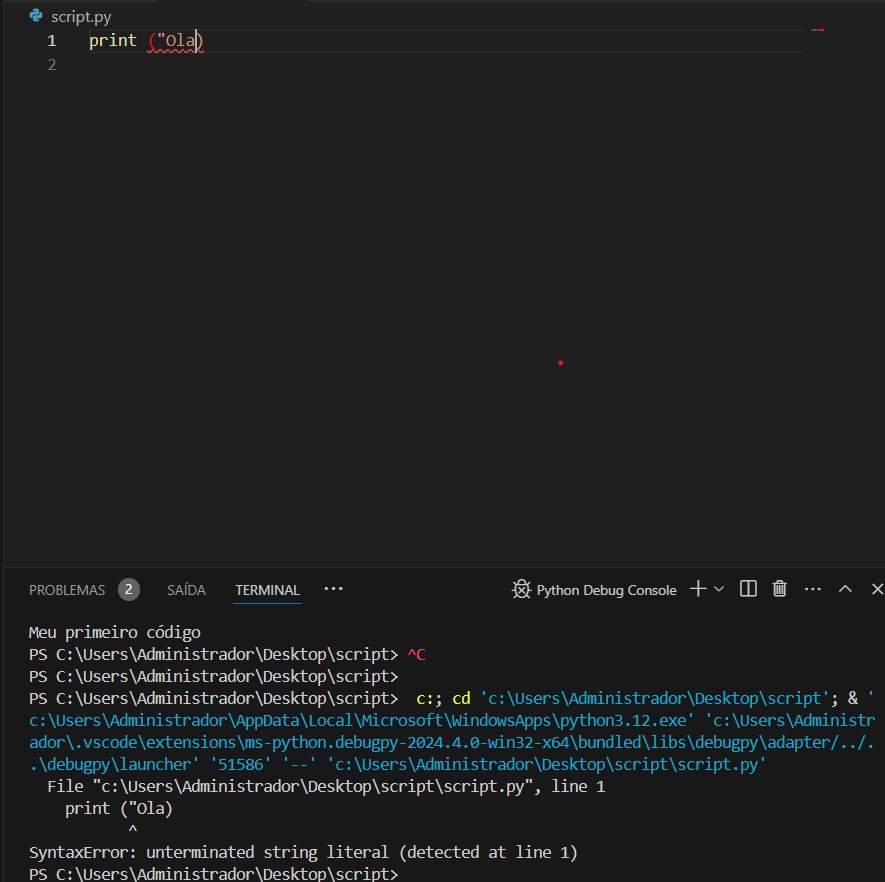 script.py
1 print ("Ola)
2
PROBLEMAS 2 SAÍDA TERMINAL ··· Python Debug Console
Meu primeiro código
PS C:\Users\Administrador\Desktop\script> ^C
PS C:\Users\Administrador\Desktop\script>
PS C:\Users\Administrador\Desktop\script>  c:; cd 'c:\Users\Administrador\Desktop\script'; & '
c:\Users\Administrador\AppData\Local\Microsoft\WindowsApps\python3.12.exe' 'c:\Users\Administr
ador\.vscode\extensions\ms-python.debugpy-2024.4.0-win32-x64\bundled\libs\debugpy\adapter/../.
.\debugpy\launcher' '51586' '--' 'c:\Users\Administrador\Desktop\script\script.py'
  File "c:\Users\Administrador\Desktop\script\script.py", line 1
    print ("Ola)
           ^
SyntaxError: unterminated string literal (detected at line 1)
PS C:\Users\Administrador\Desktop\script>